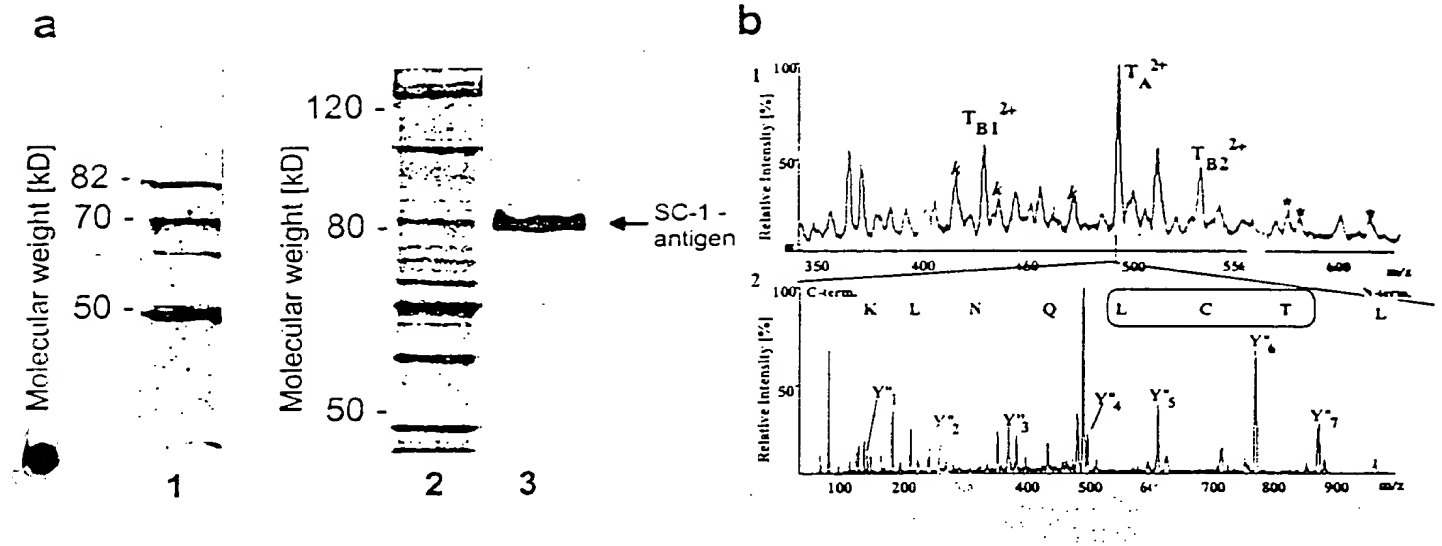 a
Molecular weight [kD]
82 -
70 -
50 -
1
Molecular weight [kD]
120 -
80 -
50 -
2 3
SC-1 -
antigen
b
1
Relative Intensity [%]
100
50
T_A^2+
T_B1^2+
T_B2^2+
k k k
* * *
350 400 500 600 m/z
2
Relative Intensity [%]
100
50
C-term. N-term.
K L N Q L C T L
Y"1 Y"2 Y"3 Y"4 Y"5 Y"6 Y"7
100 200 400 500 700 800 900 m/z